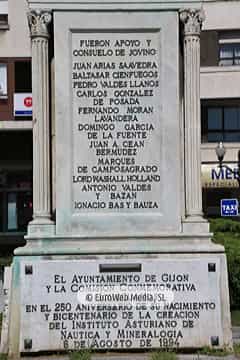 FUERON APOYO Y
CONSUELO DE JOVINO
JUAN ARIAS SAAVEDRA
BALTASAR CIENFUEGOS
PEDRO VALDES LLANOS
CARLOS GONZALEZ
DE POSADA
FERNANDO MORAN
LAVANDERA
DOMINGO GARCIA
DE LA FUENTE
JUAN A. CEAN
BERMUDEZ
MARQUES
DE CAMPOSAGRADO
LORD WASHALL HOLLAND
ANTONIO VALDES
Y BAZAN
IGNACIO BAS Y BAUZA
EL AYUNTAMIENTO DE GIJON
Y LA COMISION CONMEMORATIVA
© EuroWeb Media, SL
EN EL 250 ANIVERSARIO DE SU NACIMIENTO
Y BICENTENARIO DE LA CREACION
DEL INSTITUTO ASTURIANO DE
NAUTICA Y MINERALOGIA
6 DE AGOSTO DE 1994
TAXI